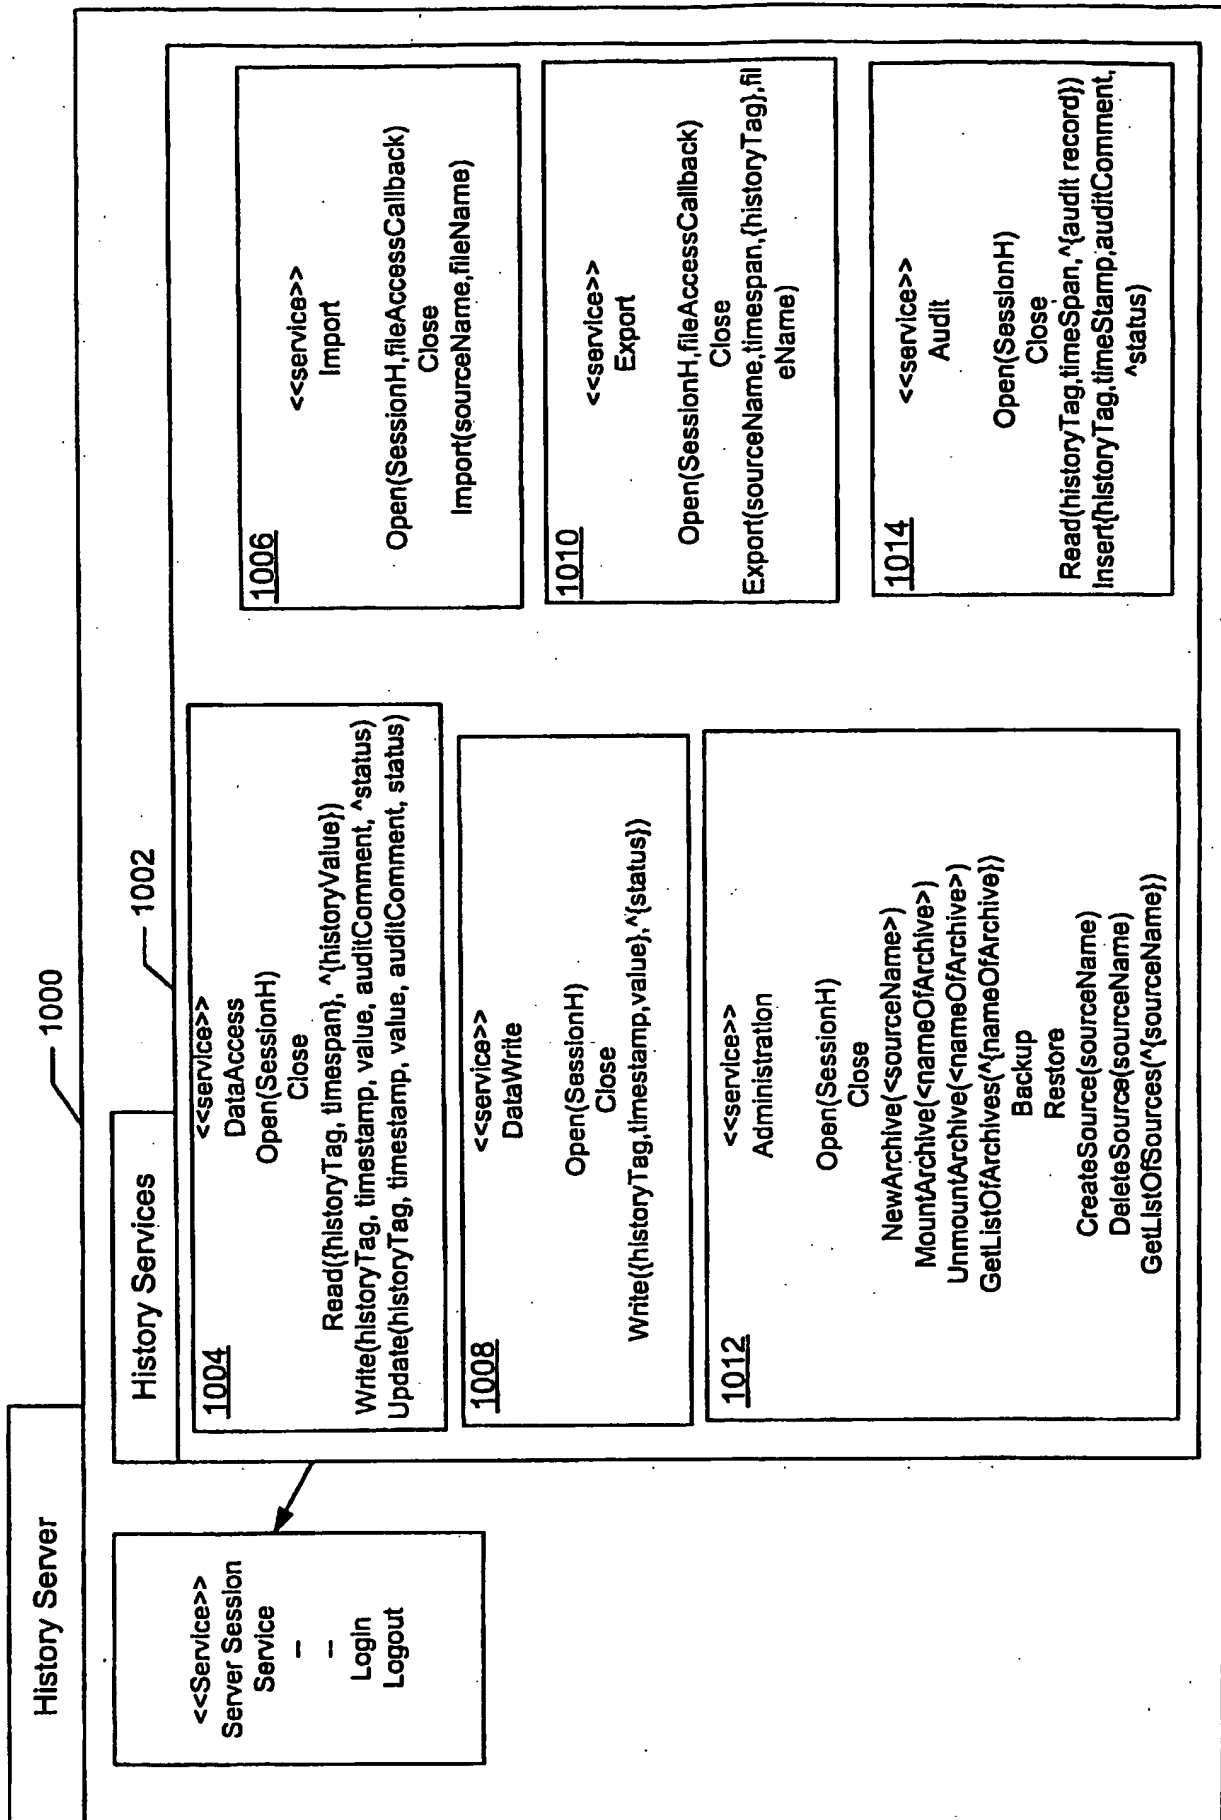 History Server
1000
History Services
1002
<<Service>>
Server Session
Service
--
--
Login
Logout
1004
<<service>>
DataAccess
Open(SessionH)
Close
Read({historyTag, timespan}, ^{historyValue})
Write(historyTag, timestamp, value, auditComment, ^status)
Update(historyTag, timestamp, value, auditComment, status)
1006
<<service>>
Import
Open(SessionH,fileAccessCallback)
Close
Import(sourceName,fileName)
1008
<<service>>
DataWrite
Open(SessionH)
Close
Write({historyTag,timestamp,value},^{status})
1010
<<service>>
Export
Open(SessionH,fileAccessCallback)
Close
Export(sourceName,timespan,{historyTag},fil
eName)
1012
<<service>>
Administration
Open(SessionH)
Close
NewArchive(<sourceName>)
MountArchive(<nameOfArchive>)
UnmountArchive(<nameOfArchive>)
GetListOfArchives(^{nameOfArchive})
Backup
Restore
CreateSource(sourceName)
DeleteSource(sourceName)
GetListOfSources(^{sourceName})
1014
<<service>>
Audit
Open(SessionH)
Close
Read(historyTag,timeSpan,^{audit record})
Insert{historyTag,timeStamp,auditComment,
^status)